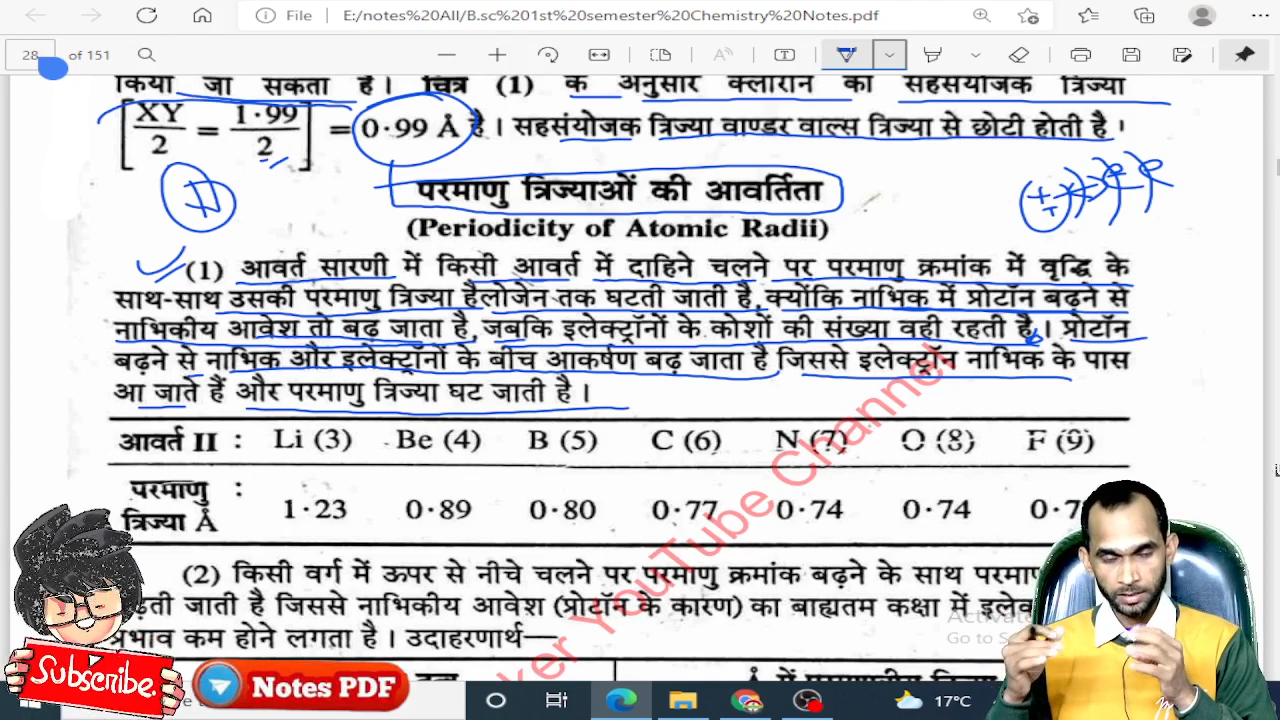 File E:/notes%20All/B.sc%201st%20semester%20Chemistry%20Notes.pdf
28 of 151
किया जा सकता है। चित्र (1) के अनुसार क्लोरीन की सहसंयोजक त्रिज्या
[XY/2 = 1·99/2] = 0·99 Å है। सहसंयोजक त्रिज्या वाण्डर वाल्स त्रिज्या से छोटी होती है।
परमाणु त्रिज्याओं की आवर्तिता
(Periodicity of Atomic Radii)
(1) आवर्त सारणी में किसी आवर्त में दाहिने चलने पर परमाणु क्रमांक में वृद्धि के
साथ-साथ उसकी परमाणु त्रिज्या हैलोजेन तक घटती जाती है, क्योंकि नाभिक में प्रोटॉन बढ़ने से
नाभिकीय आवेश तो बढ़ जाता है, जबकि इलेक्ट्रॉनों के कोशों की संख्या वही रहती है। प्रोटॉन
बढ़ने से नाभिक और इलेक्ट्रॉनों के बीच आकर्षण बढ़ जाता है जिससे इलेक्ट्रॉन नाभिक के पास
आ जाते हैं और परमाणु त्रिज्या घट जाती है।
आवर्त II : Li (3) Be (4) B (5) C (6) N (7) O (8) F (9)
परमाणु :
त्रिज्या Å 1·23 0·89 0·80 0·77 0·74 0·74
(2) किसी वर्ग में ऊपर से नीचे चलने पर परमाणु क्रमांक बढ़ने के साथ
जाती है जिससे नाभिकीय आवेश (प्रोटॉन के कारण) का बाह्यतम कक्षा में
प्रभाव कम होने लगता है। उदाहरणार्थ—
YouTube Channel
Subscribe.
Notes PDF
17°C